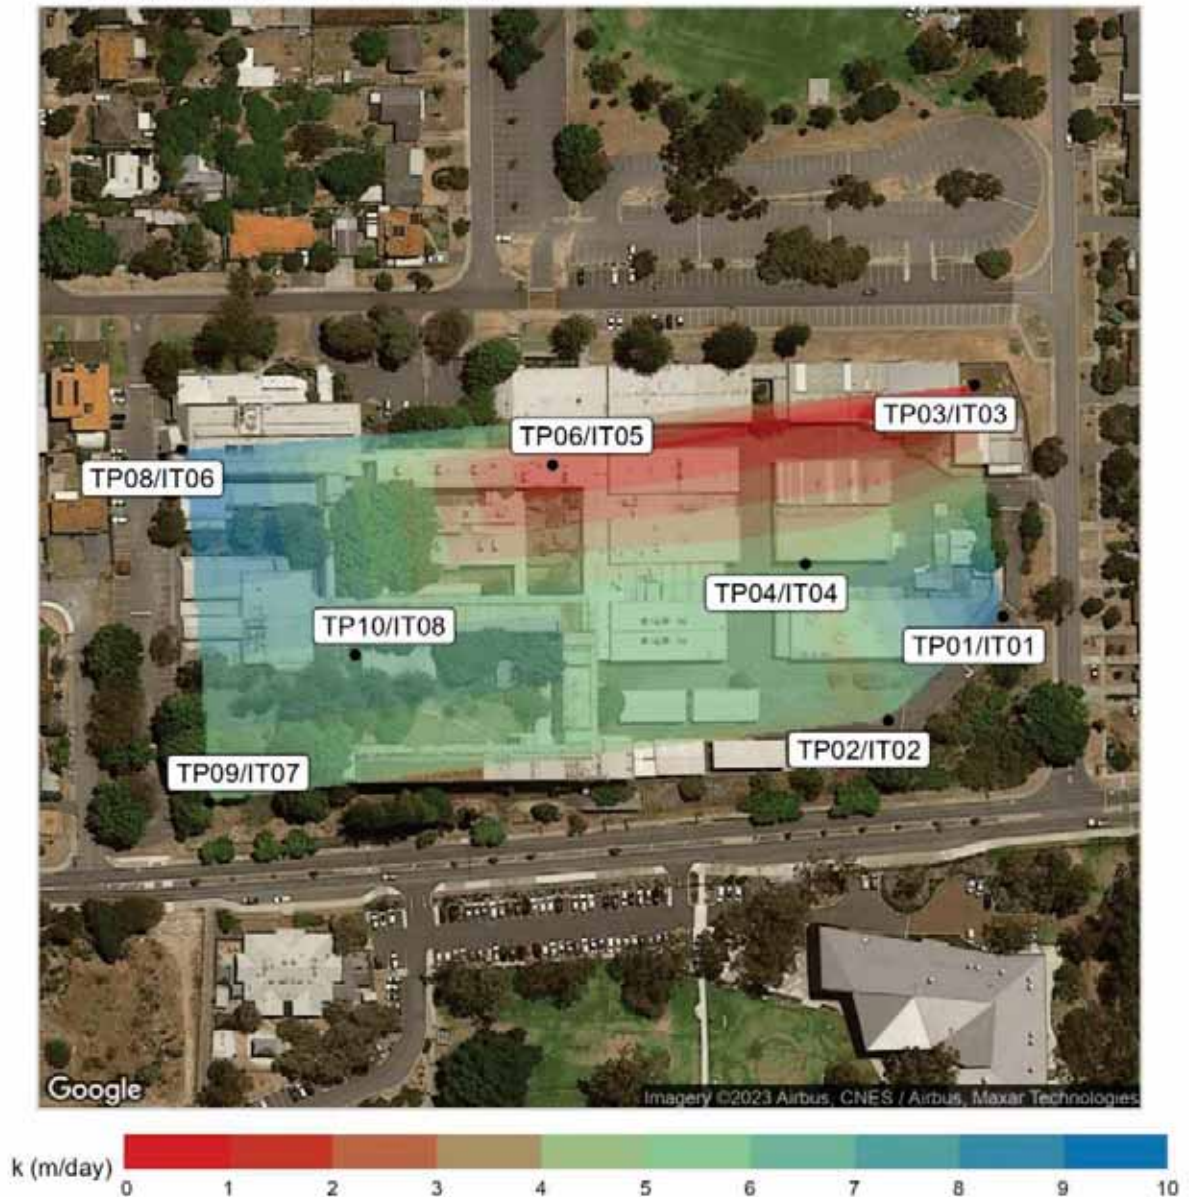 TP03/IT03
TP06/IT05
TP08/IT06
TP04/IT04
TP10/IT08
TP01/IT01
TP02/IT02
TP09/IT07
Google
Imagery ©2023 Airbus, CNES / Airbus, Maxar Technologies
k (m/day)
0 1 2 3 4 5 6 7 8 9 10